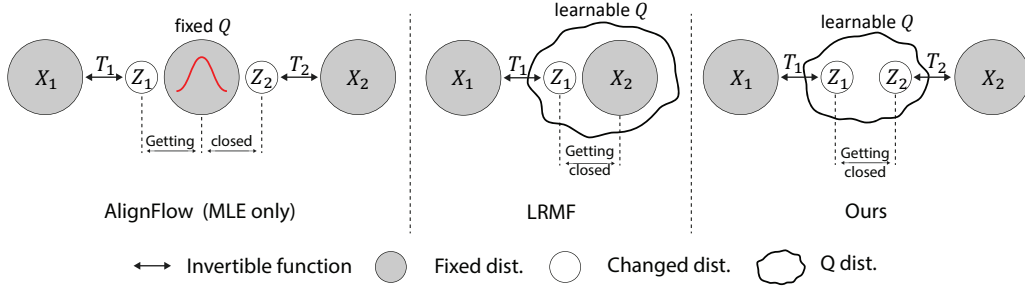 fixed Q
X₁ T₁ Z₁ Z₂ T₂ X₂
Getting closed
AlignFlow (MLE only)
learnable Q
X₁ T₁ Z₁ X₂
Getting
closed
LRMF
learnable Q
X₁ T₁ Z₁ Z₂ T₂ X₂
Getting
closed
Ours
Invertible function Fixed dist. Changed dist. Q dist.